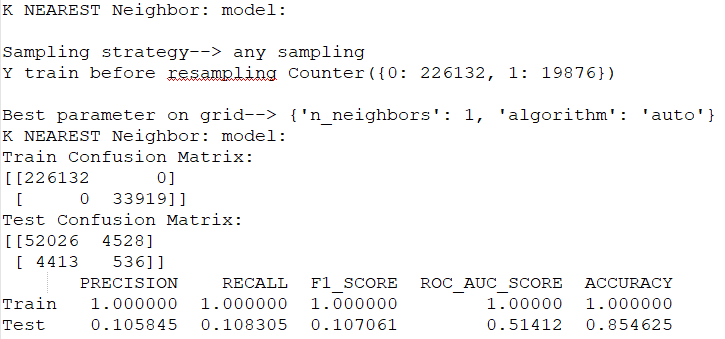 K NEAREST Neighbor: model:
Sampling strategy--> any sampling
Y train before resampling Counter({0: 226132, 1: 19876})
Best parameter on grid--> {'n_neighbors': 1, 'algorithm': 'auto'}
K NEAREST Neighbor: model:
Train Confusion Matrix:
[[226132      0]
 [     0  33919]]
Test Confusion Matrix:
[[52026  4528]
 [ 4413   536]]
       PRECISION    RECALL  F1_SCORE  ROC_AUC_SCORE  ACCURACY
Train   1.000000  1.000000  1.000000        1.00000  1.000000
Test    0.105845  0.108305  0.107061        0.51412  0.854625